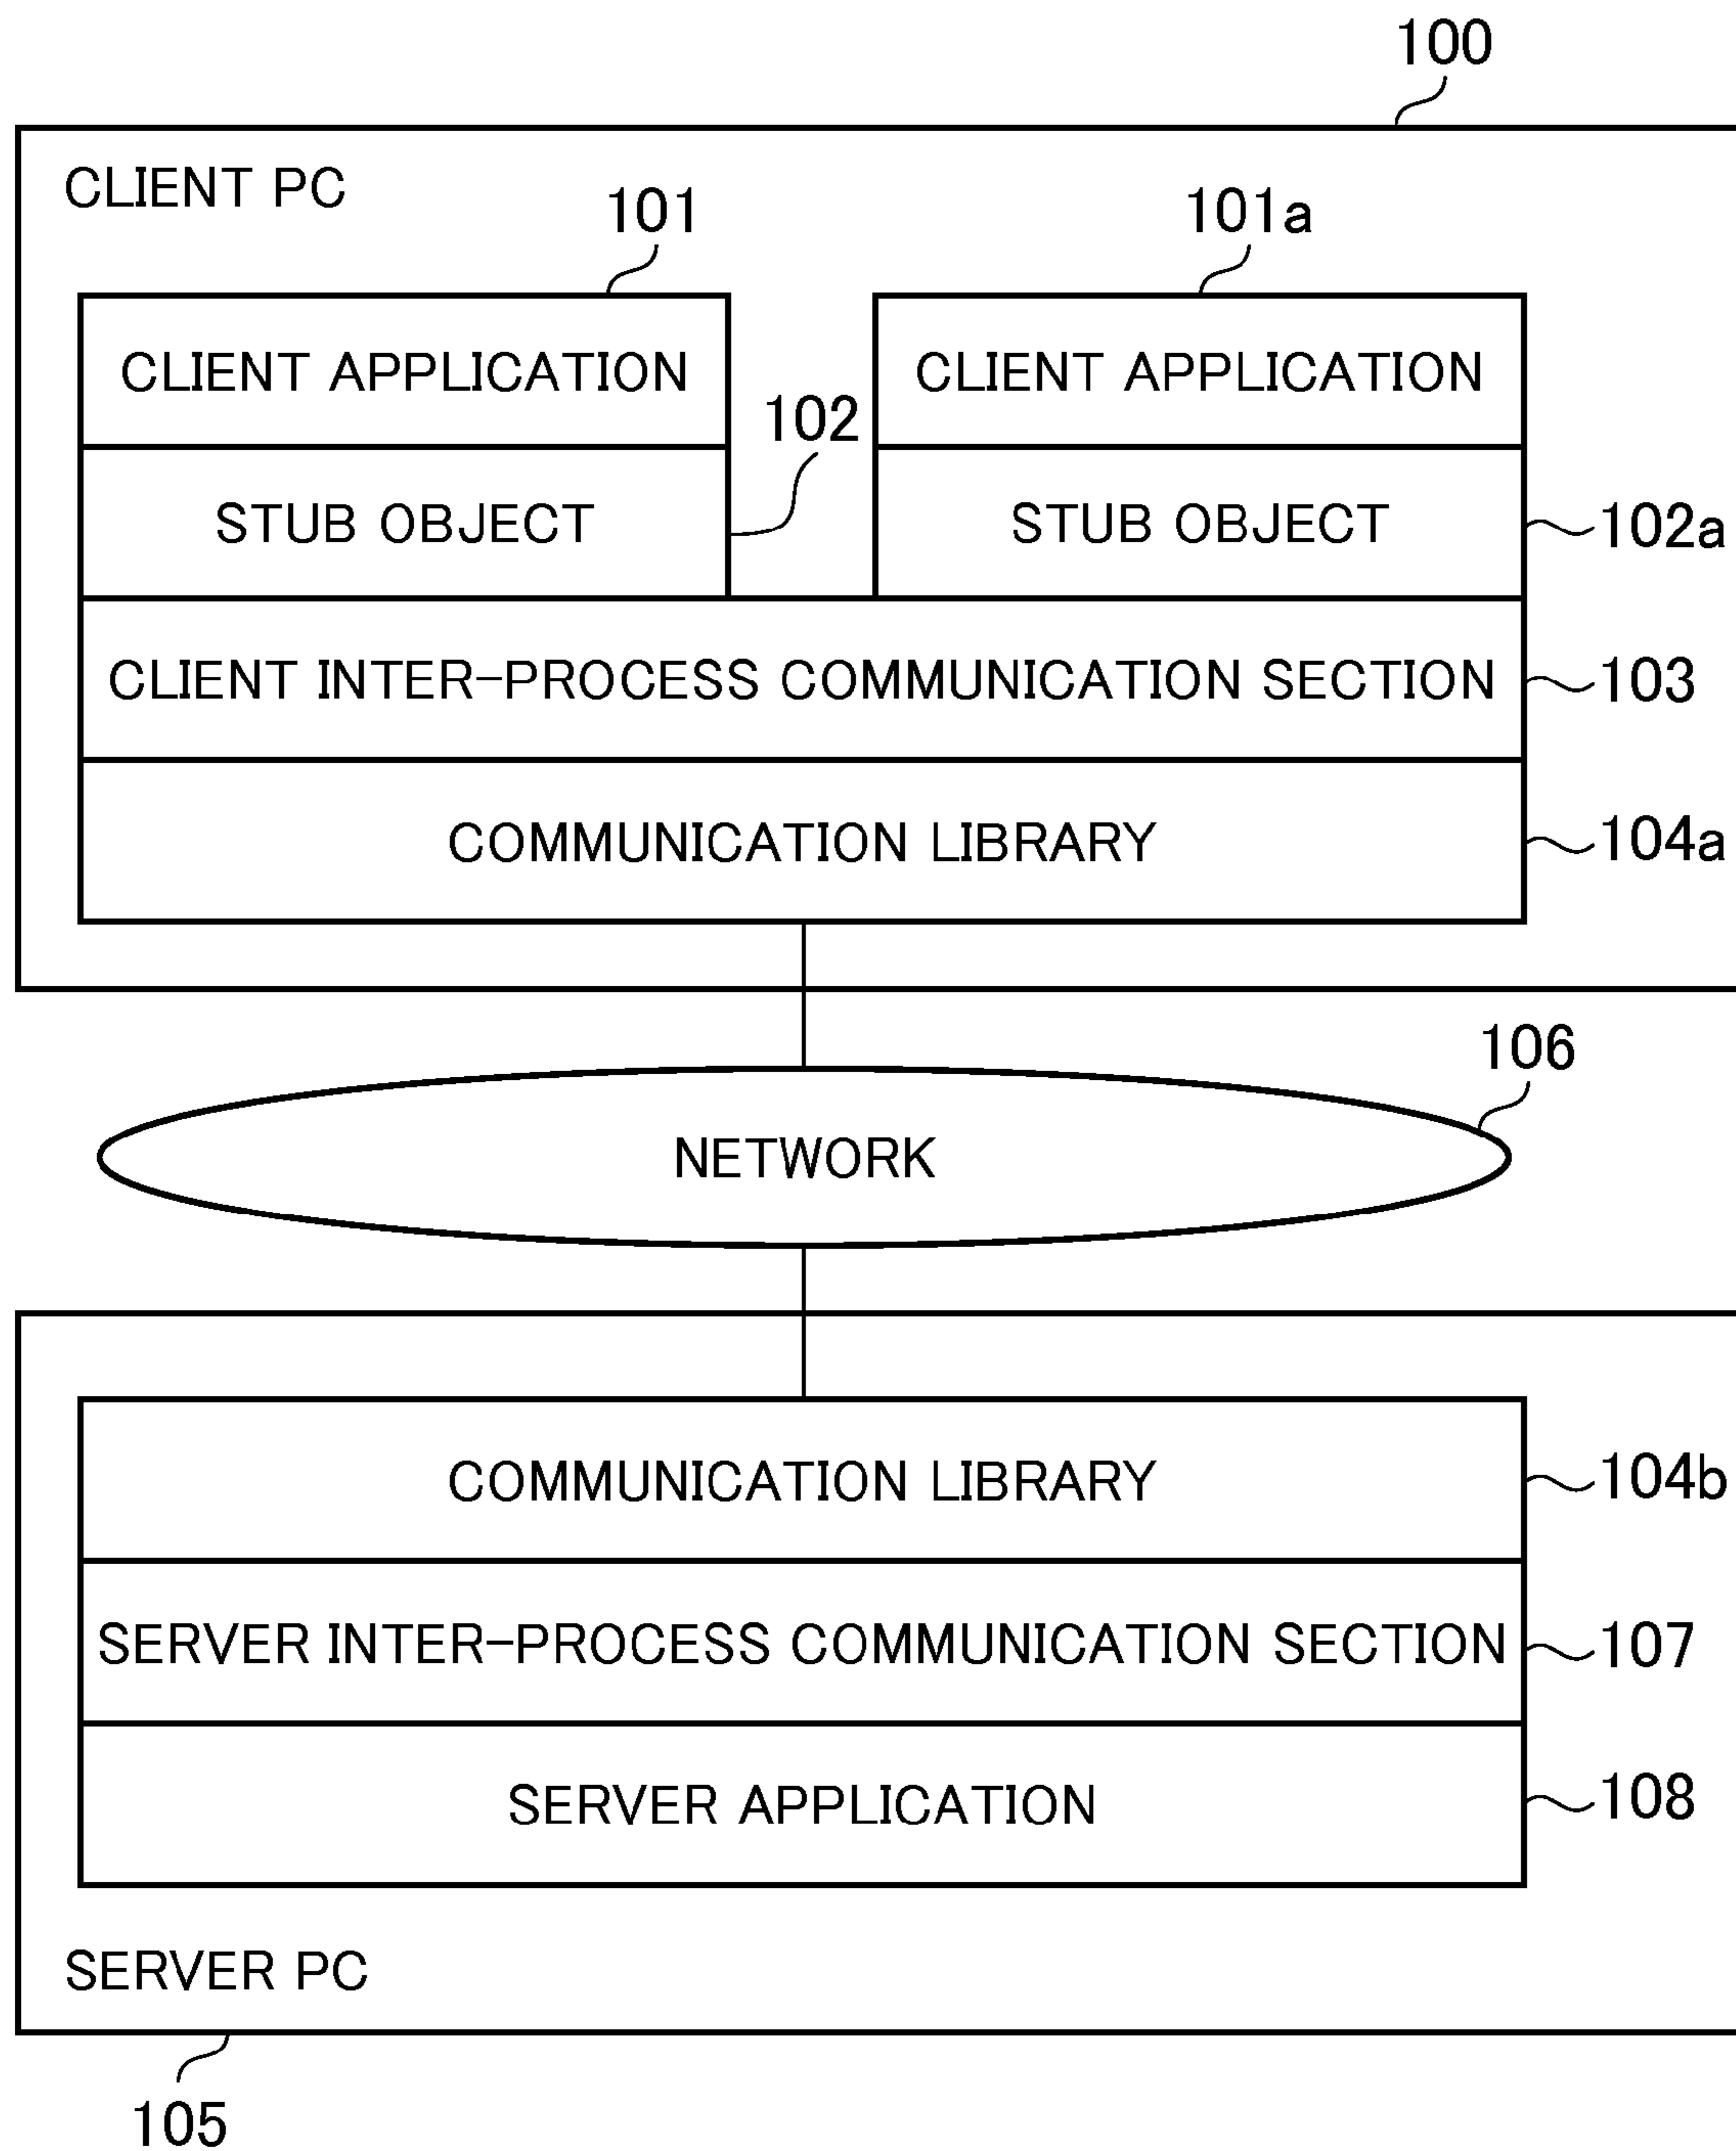 100
CLIENT PC
101
101a
CLIENT APPLICATION
CLIENT APPLICATION
102
STUB OBJECT
STUB OBJECT
102a
CLIENT INTER-PROCESS COMMUNICATION SECTION
103
COMMUNICATION LIBRARY
104a
106
NETWORK
COMMUNICATION LIBRARY
104b
SERVER INTER-PROCESS COMMUNICATION SECTION
107
SERVER APPLICATION
108
SERVER PC
105